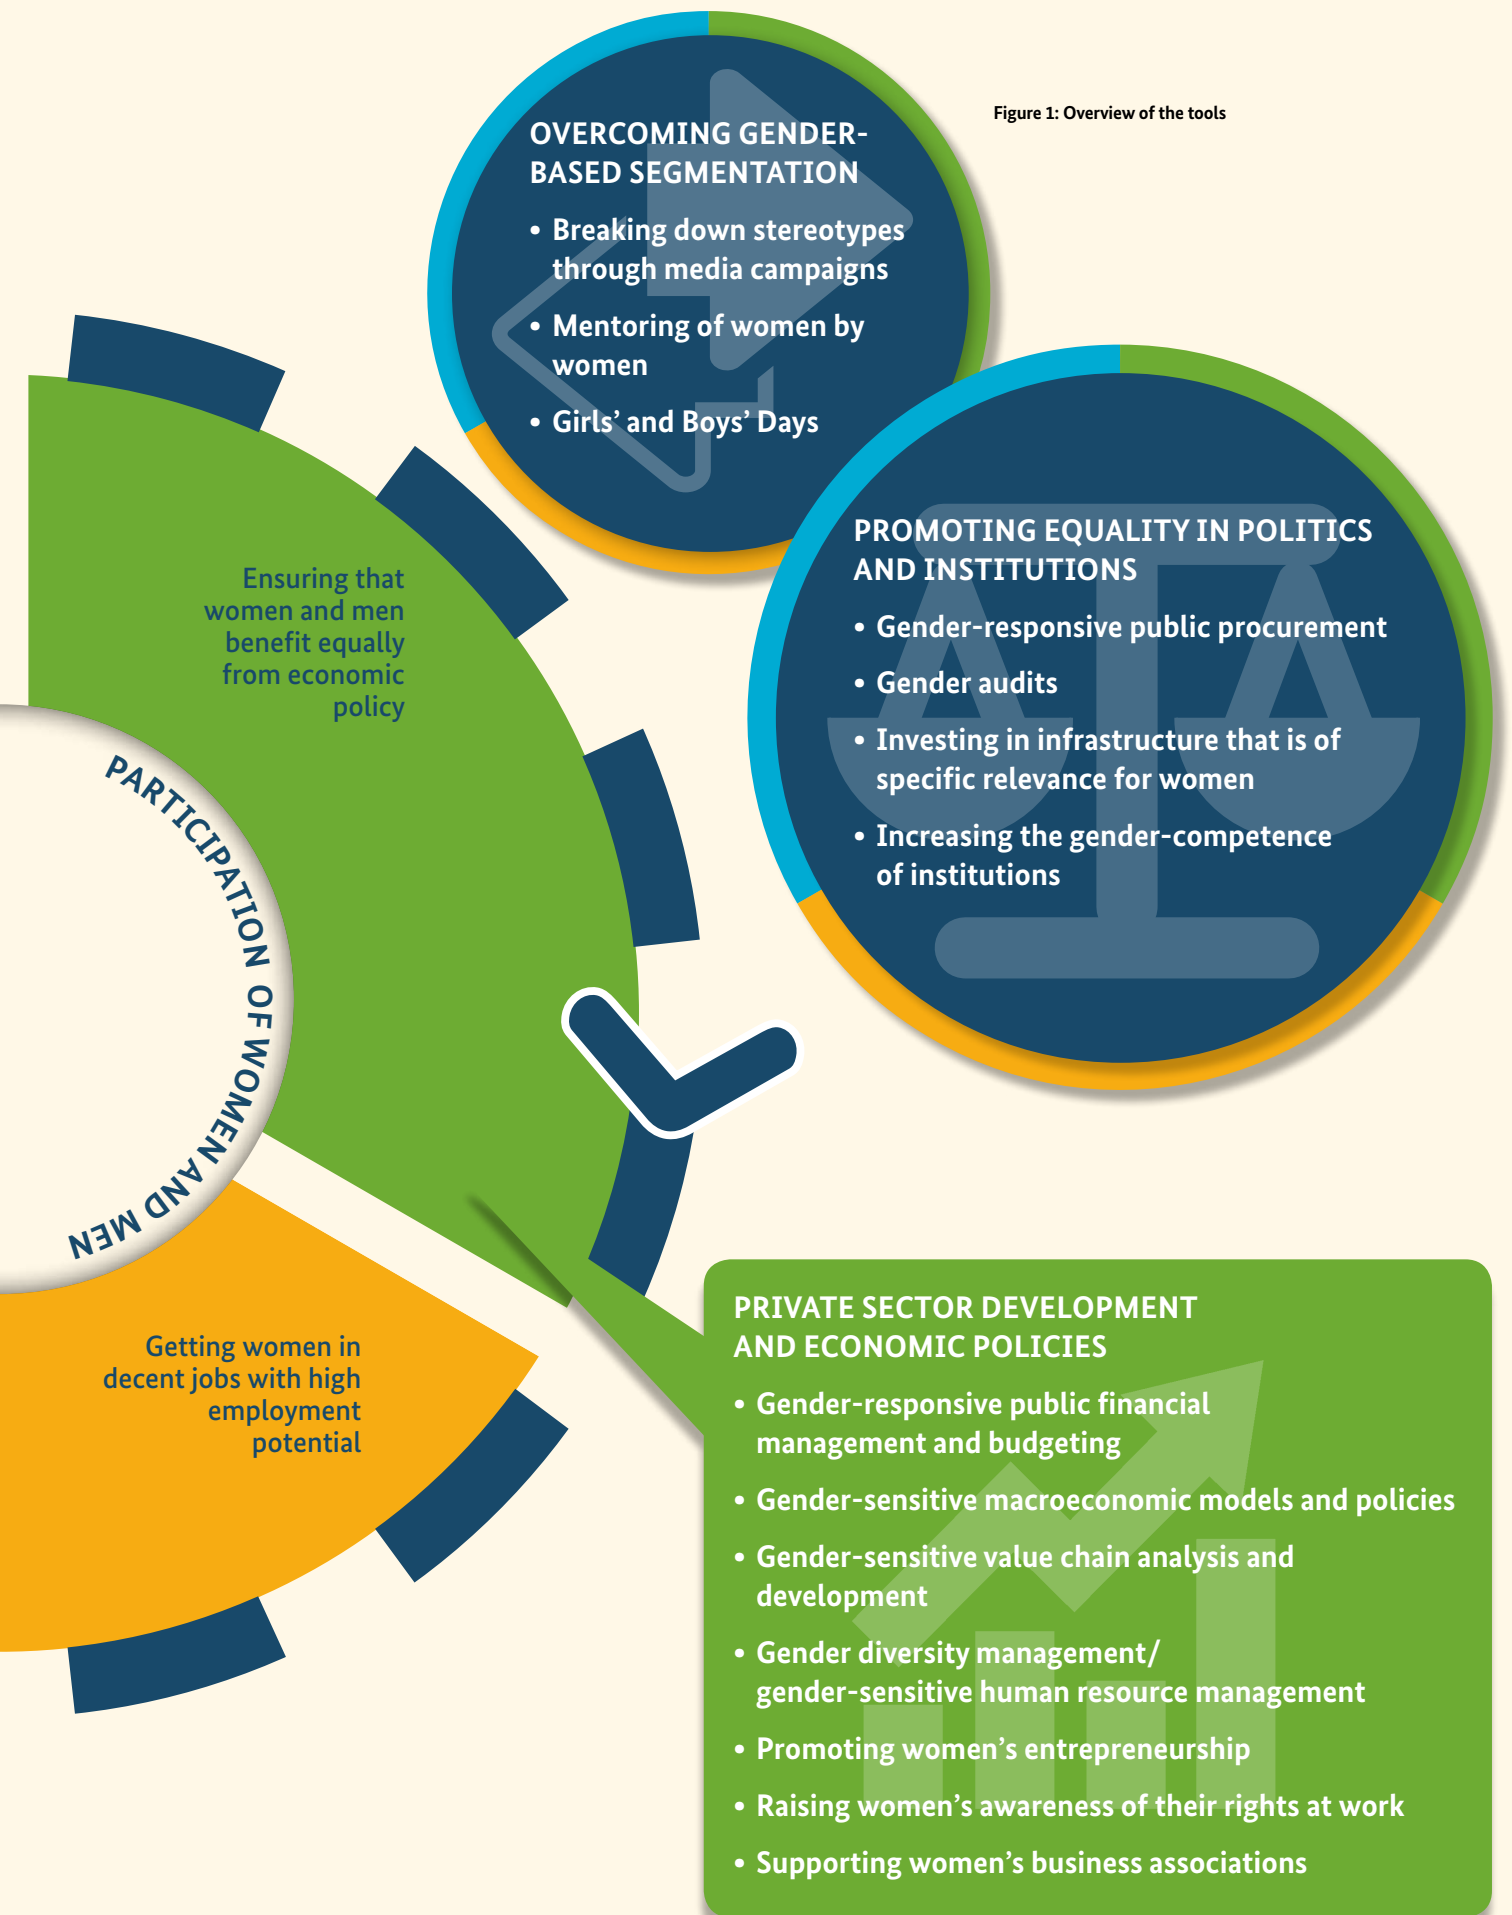 Figure 1: Overview of the tools
OVERCOMING GENDER-
BASED SEGMENTATION
• Breaking down stereotypes
through media campaigns
• Mentoring of women by
women
• Girls’ and Boys’ Days
PROMOTING EQUALITY IN POLITICS
AND INSTITUTIONS
• Gender-responsive public procurement
• Gender audits
• Investing in infrastructure that is of
specific relevance for women
• Increasing the gender-competence
of institutions
Ensuring that
women and men
benefit equally
from economic
policy
PARTICIPATION OF WOMEN AND MEN
Getting women in
decent jobs with high
employment
potential
PRIVATE SECTOR DEVELOPMENT
AND ECONOMIC POLICIES
• Gender-responsive public financial
management and budgeting
• Gender-sensitive macroeconomic models and policies
• Gender-sensitive value chain analysis and
development
• Gender diversity management/
gender-sensitive human resource management
• Promoting women’s entrepreneurship
• Raising women’s awareness of their rights at work
• Supporting women’s business associations